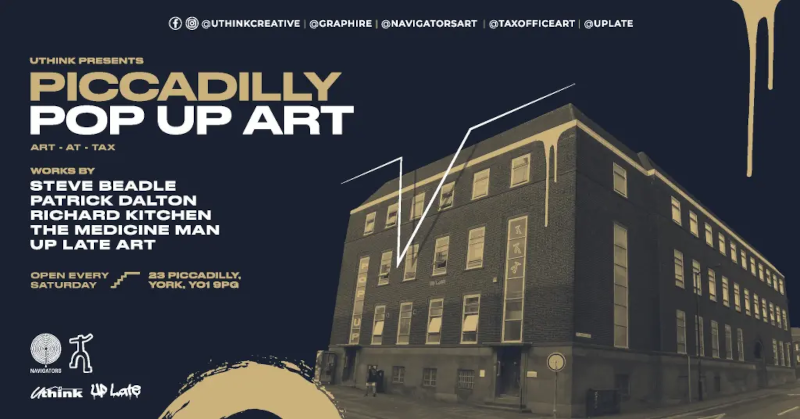 @UTHINKCREATIVE | @GRAPHIRE | @NAVIGATORSART | @TAXOFFICEART | @UPLATE
UTHINK PRESENTS
PICCADILLY
POP UP ART
ART - AT - TAX
WORKS BY
STEVE BEADLE
PATRICK DALTON
RICHARD KITCHEN
THE MEDICINE MAN
UP LATE ART
OPEN EVERY
SATURDAY
23 PICCADILLY,
YORK, YO1 9PG
NAVIGATORS
Uthink
UP Late